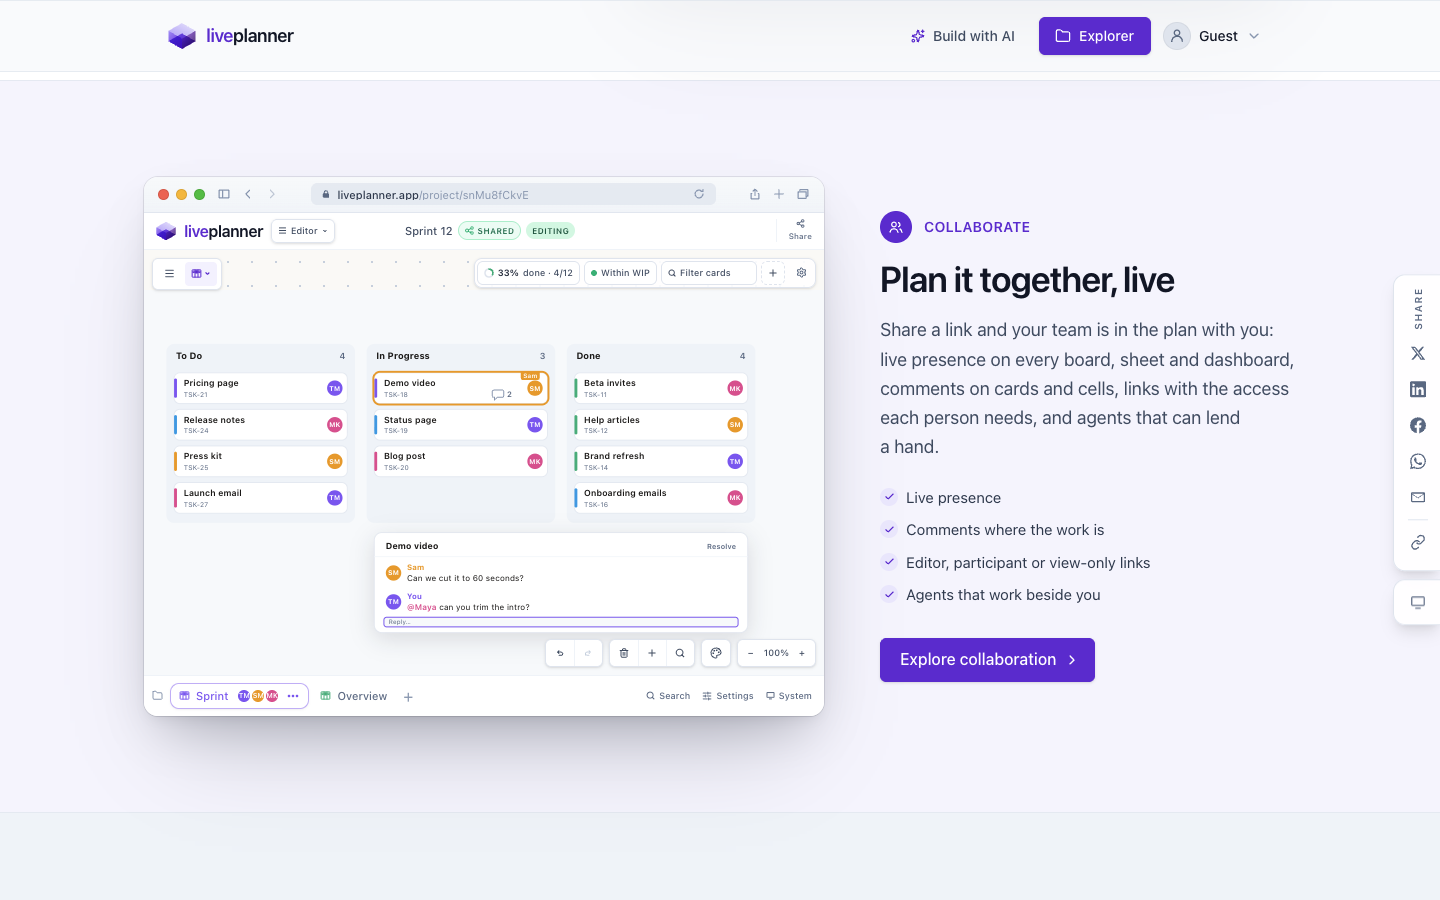 liveplanner
Build with AI
Explorer
Guest
liveplanner.app/project/snMu8fCkvE
liveplanner
Editor
Sprint 12
SHARED
EDITING
Share
33% done · 4/12
Within WIP
Filter cards
To Do 4
Pricing page
TSK-21
TM
Release notes
TSK-24
MK
Press kit
TSK-25
SM
Launch email
TSK-27
TM
In Progress 3
Sam
Demo video
TSK-18
2
SM
Status page
TSK-19
TM
Blog post
TSK-20
MK
Done 4
Beta invites
TSK-11
MK
Help articles
TSK-12
SM
Brand refresh
TSK-14
TM
Onboarding emails
TSK-16
MK
Demo video
Resolve
SM
Sam
Can we cut it to 60 seconds?
TM
You
@Maya can you trim the intro?
Reply...
100%
Sprint
TM
SM
MK
Overview
Search
Settings
System
COLLABORATE
Plan it together, live
Share a link and your team is in the plan with you:
live presence on every board, sheet and dashboard,
comments on cards and cells, links with the access
each person needs, and agents that can lend
a hand.
Live presence
Comments where the work is
Editor, participant or view-only links
Agents that work beside you
Explore collaboration
SHARE